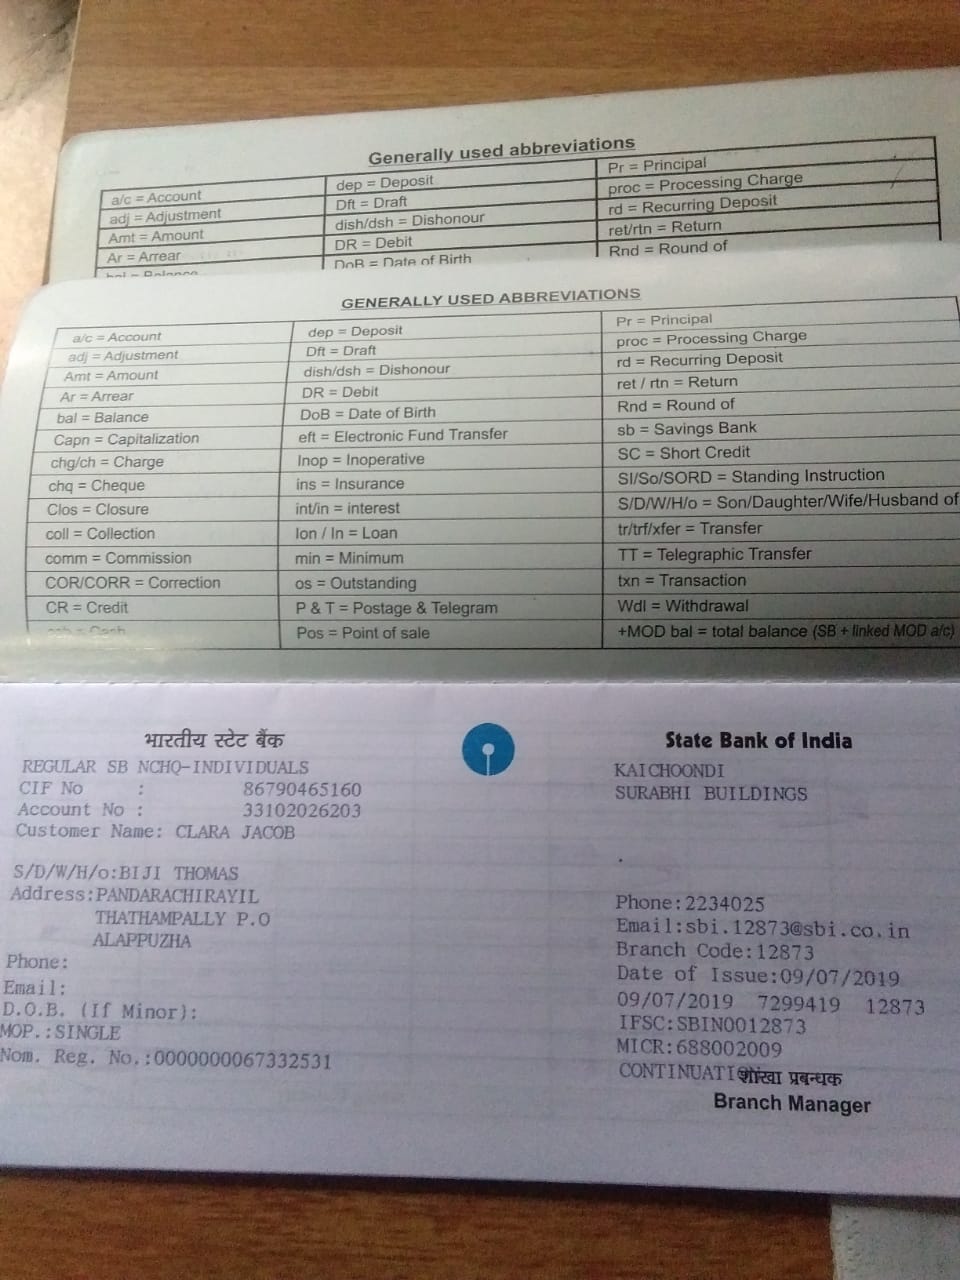 Generally used abbreviations
a/c = Account dep = Deposit Pr = Principal
adj = Adjustment Dft = Draft proc = Processing Charge
Amt = Amount dish/dsh = Dishonour rd = Recurring Deposit
Ar = Arrear DR = Debit ret/rtn = Return
bal = Balance DoB = Date of Birth Rnd = Round of
GENERALLY USED ABBREVIATIONS
a/c = Account dep = Deposit Pr = Principal
adj = Adjustment Dft = Draft proc = Processing Charge
Amt = Amount dish/dsh = Dishonour rd = Recurring Deposit
Ar = Arrear DR = Debit ret / rtn = Return
bal = Balance DoB = Date of Birth Rnd = Round of
Capn = Capitalization eft = Electronic Fund Transfer sb = Savings Bank
chg/ch = Charge Inop = Inoperative SC = Short Credit
chq = Cheque ins = Insurance SI/So/SORD = Standing Instruction
Clos = Closure int/in = interest S/D/W/H/o = Son/Daughter/Wife/Husband of
coll = Collection lon / ln = Loan tr/trf/xfer = Transfer
comm = Commission min = Minimum TT = Telegraphic Transfer
COR/CORR = Correction os = Outstanding txn = Transaction
CR = Credit P & T = Postage & Telegram Wdl = Withdrawal
= Cash Pos = Point of sale +MOD bal = total balance (SB + linked MOD a/c)
भारतीय स्टेट बैंक State Bank of India
REGULAR SB NCHQ-INDIVIDUALS KAICHOONDI
CIF No : 86790465160 SURABHI BUILDINGS
Account No : 33102026203
Customer Name: CLARA JACOB
S/D/W/H/o:BIJI THOMAS
Address:PANDARACHIRAYIL Phone:2234025
THATHAMPALLY P.O Email:sbi.12873@sbi.co.in
ALAPPUZHA Branch Code:12873
Phone: Date of Issue:09/07/2019
Email: 09/07/2019 7299419 12873
D.O.B. (If Minor): IFSC:SBIN0012873
MOP.:SINGLE MICR:688002009
Nom. Reg. No.:0000000067332531 शाखा प्रबन्धक
Branch Manager